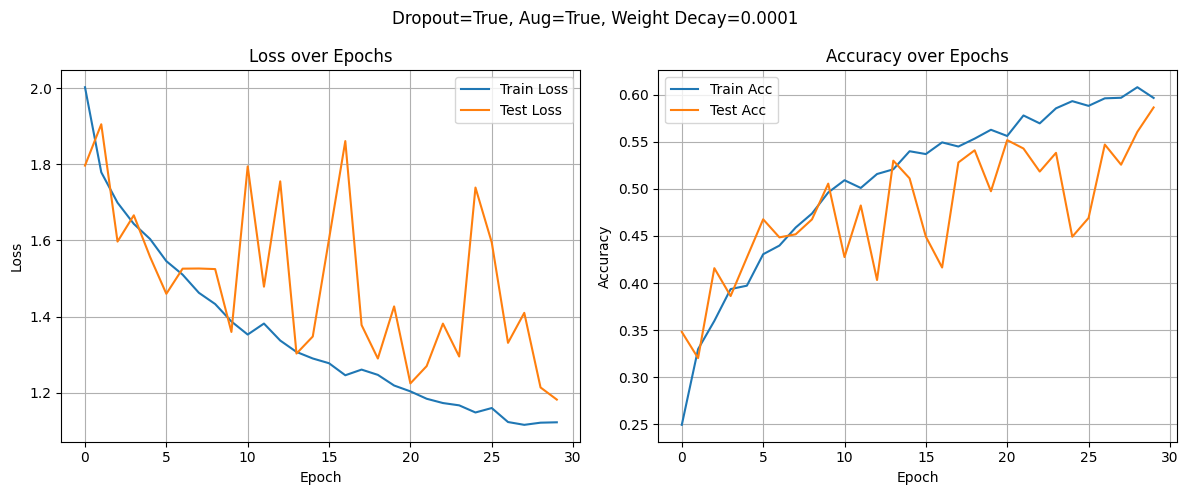 Dropout=True, Aug=True, Weight Decay=0.0001
Loss over Epochs
Train Loss
Test Loss
2.0
1.8
1.6
1.4
1.2
Loss
0 5 10 15 20 25 30
Epoch
Accuracy over Epochs
Train Acc
Test Acc
0.60
0.55
0.50
0.45
0.40
0.35
0.30
0.25
Accuracy
0 5 10 15 20 25 30
Epoch